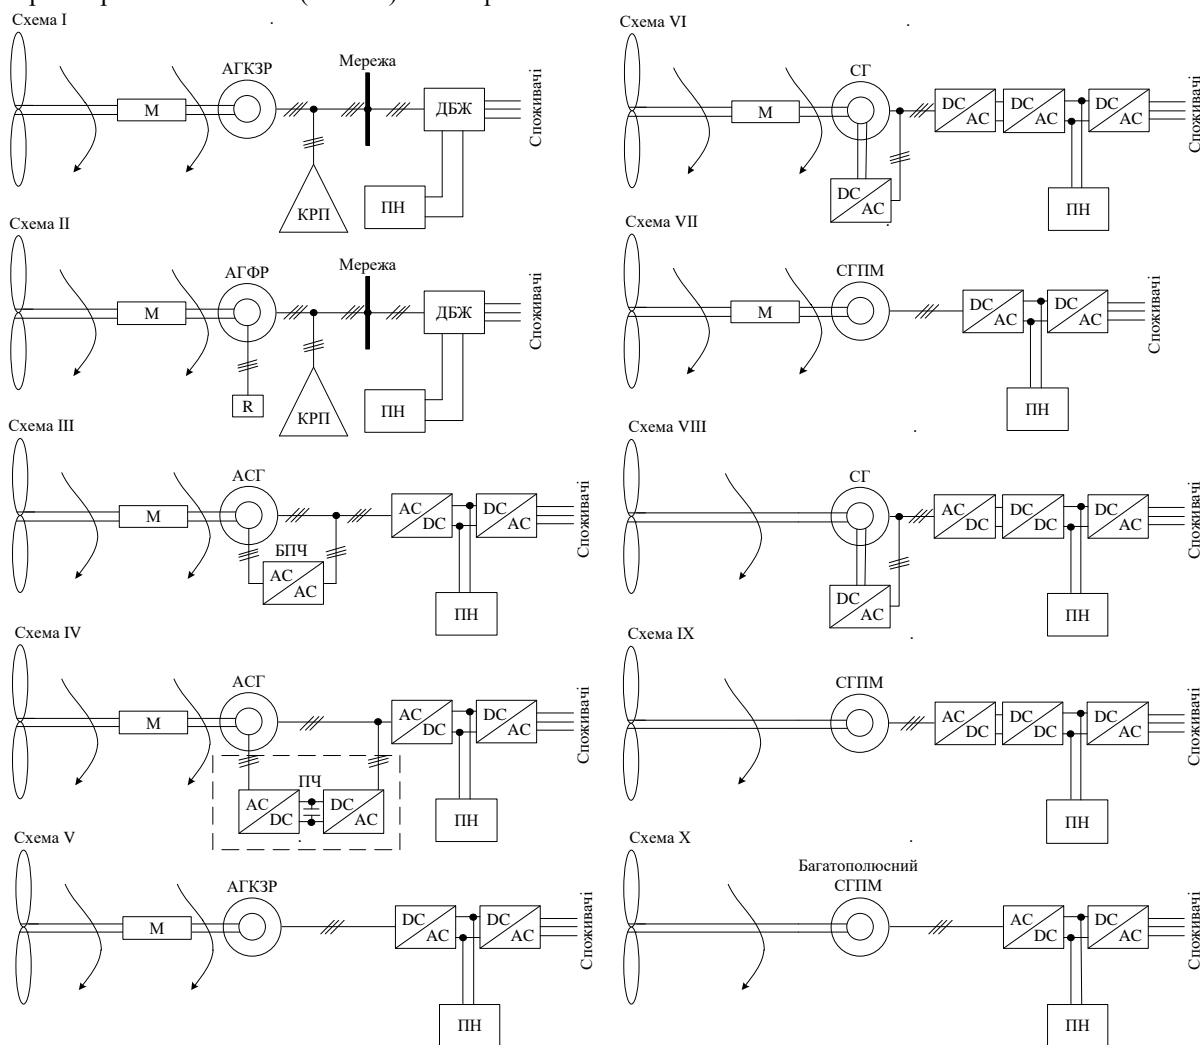 Схема I
АГКЗР
М
Мережа
ДБЖ
Споживачі
КРП
ПН
Схема II
АГФР
М
R
Мережа
ДБЖ
Споживачі
КРП
ПН
Схема III
АСГ
М
БПЧ
AC
AC
AC
DC
DC
AC
Споживачі
ПН
Схема IV
АСГ
М
ПЧ
AC
DC
DC
AC
AC
DC
DC
AC
Споживачі
ПН
Схема V
АГКЗР
М
DC
AC
DC
AC
Споживачі
ПН
Схема VI
СГ
М
DC
AC
DC
AC
DC
AC
DC
AC
Споживачі
ПН
Схема VII
СГПМ
М
DC
AC
DC
AC
Споживачі
ПН
Схема VIII
СГ
DC
AC
AC
DC
DC
DC
DC
AC
Споживачі
ПН
Схема IX
СГПМ
AC
DC
DC
DC
DC
AC
Споживачі
ПН
Схема X
Багатополюсний
СГПМ
AC
DC
DC
AC
Споживачі
ПН